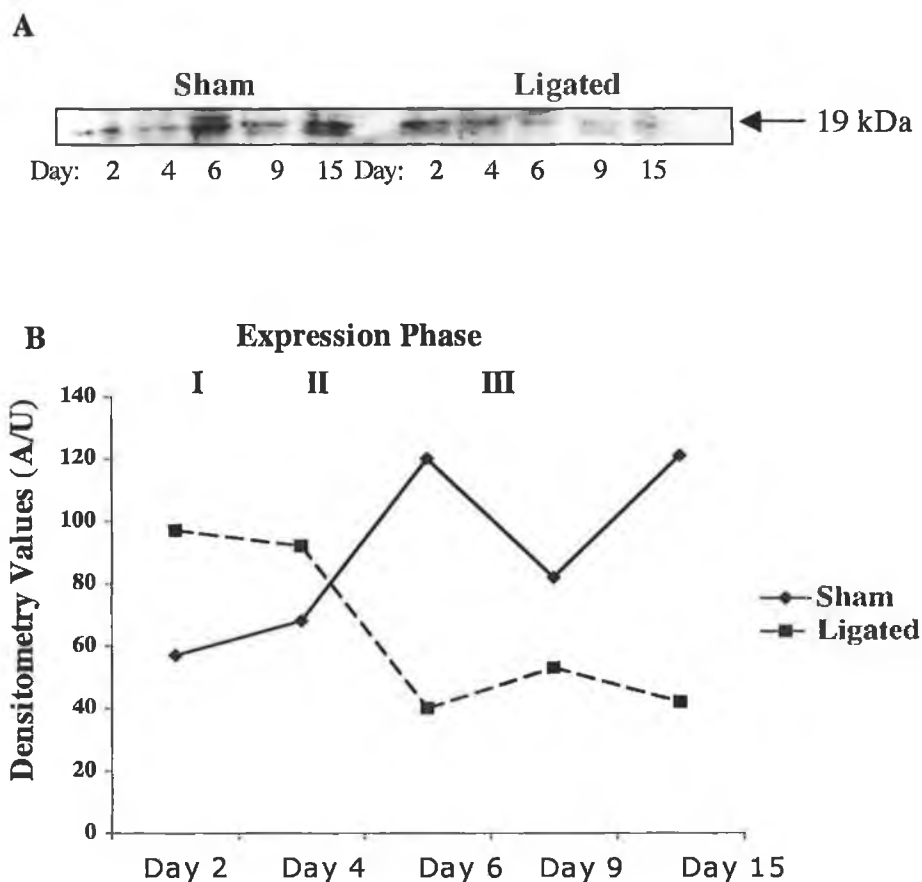 A
Sham Ligated
19 kDa
Day: 2 4 6 9 15 Day: 2 4 6 9 15
B Expression Phase
I II III
140
120
100
80
60
40
20
0
Densitometry Values (A/U)
Sham
Ligated
Day 2 Day 4 Day 6 Day 9 Day 15